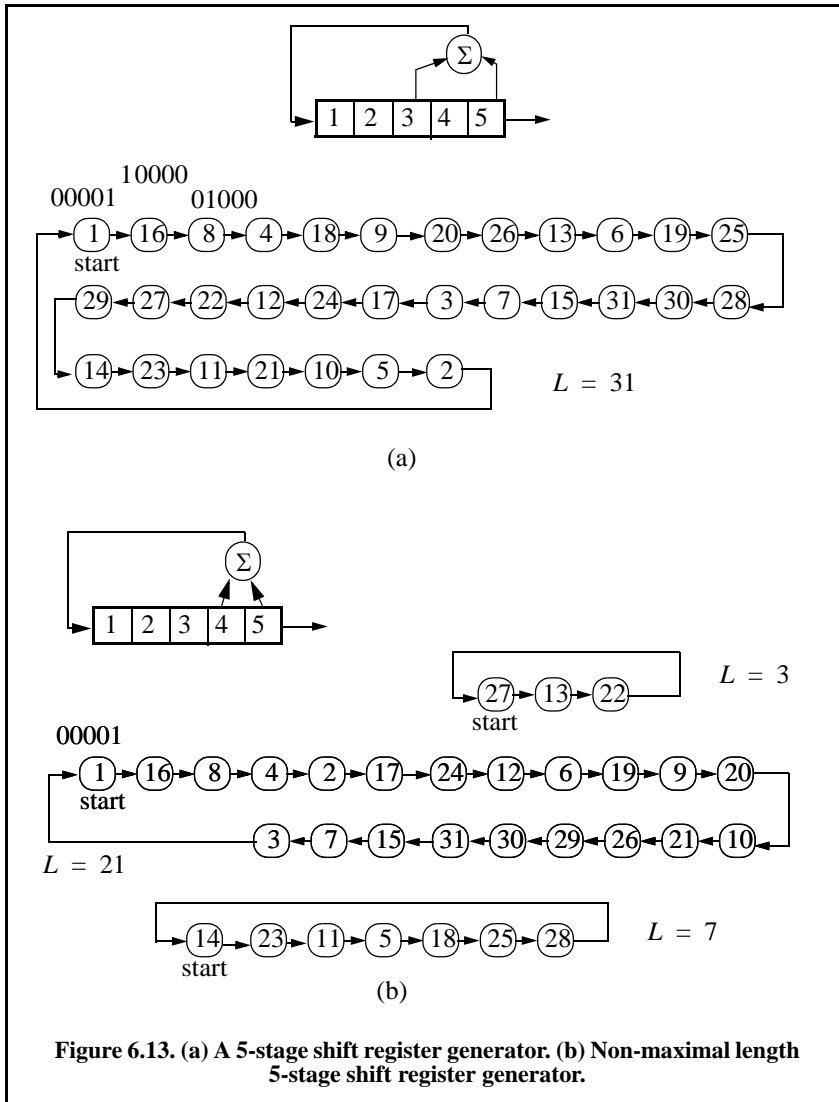 Σ
1 2 3 4 5
10000
00001 01000
1 16 8 4 18 9 20 26 13 6 19 25
start
29 27 22 12 24 17 3 7 15 31 30 28
14 23 11 21 10 5 2
L = 31
(a)
Σ
1 2 3 4 5
L = 3
27 13 22
start
00001
1 16 8 4 2 17 24 12 6 19 9 20
start
3 7 15 31 30 29 26 21 10
L = 21
14 23 11 5 18 25 28
L = 7
start
(b)
Figure 6.13. (a) A 5-stage shift register generator. (b) Non-maximal length
5-stage shift register generator.